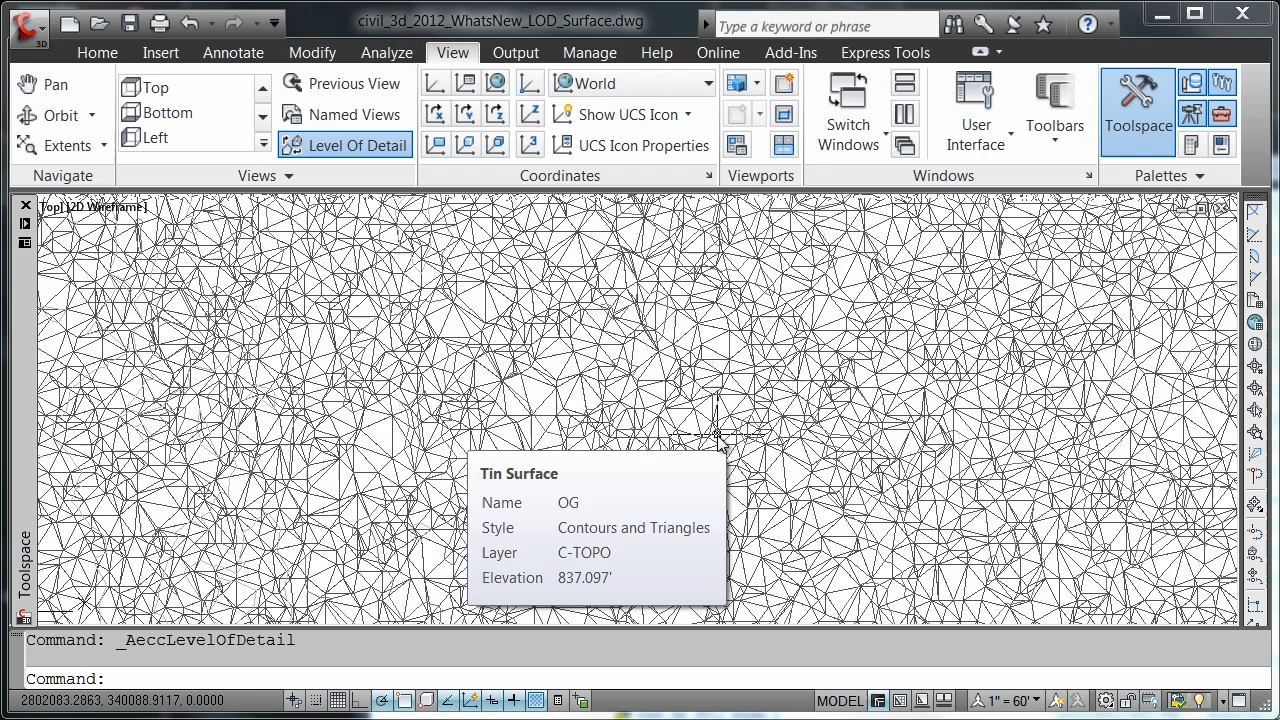 civil_3d_2012_WhatsNew_LOD_Surface.dwg
Type a keyword or phrase
3D
Home Insert Annotate Modify Analyze View Output Manage Help Online Add-Ins Express Tools
Pan
Orbit
Extents
Navigate
Top
Bottom
Left
Previous View
Named Views
Level Of Detail
Views
World
Show UCS Icon
UCS Icon Properties
Coordinates
Viewports
Switch
Windows
User
Interface
Toolbars
Windows
Toolspace
Palettes
Top][2D Wireframe]
Toolspace
Tin Surface
Name OG
Style Contours and Triangles
Layer C-TOPO
Elevation 837.097'
Command: _AeccLevelOfDetail
Command:
2802083.2863, 340088.9117, 0.0000
MODEL
1" = 60'